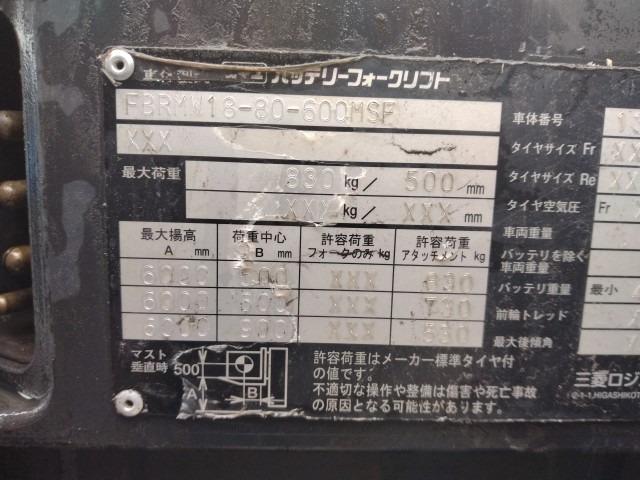 バッテリーフォークリフト
FBRMW18-80-600MSF
XXX
最大荷重
830 kg/ 500 mm
XXX kg/ XXX mm
最大揚高 A mm 荷重中心 B mm 許容荷重 フォークのみ kg 許容荷重 アタッチメント kg
6000 500 XXX 830
6000 600 XXX 730
6000 900 XXX 530
マスト垂直時
500
A
B
許容荷重はメーカー標準タイヤ付
の値です。
不適切な操作や整備は傷害や死亡事故
の原因となる可能性があります。
車体番号
タイヤサイズ Fr
タイヤサイズ Re
タイヤ空気圧 Fr
車両重量
バッテリを除く
車両重量
バッテリ重量 最小
前輪トレッド
最大後傾角
三菱ロジ
2-1-1,HIGASHIKOT